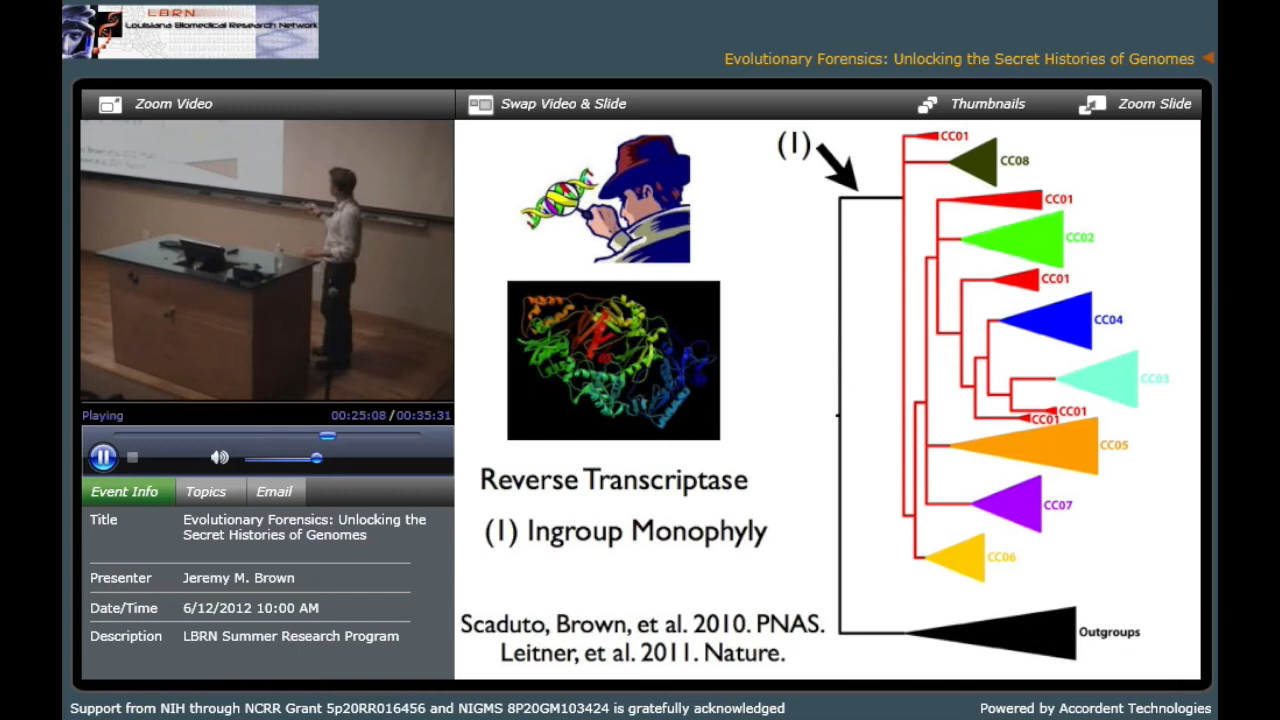 LBRN
Louisiana Biomedical Research Network
Evolutionary Forensics: Unlocking the Secret Histories of Genomes
Zoom Video
Swap Video & Slide
Thumbnails
Zoom Slide
Playing
00:25:08 / 00:35:31
Event Info
Topics
Email
Title
Evolutionary Forensics: Unlocking the
Secret Histories of Genomes
Presenter
Jeremy M. Brown
Date/Time
6/12/2012 10:00 AM
Description
LBRN Summer Research Program
(1)
CC01
CC08
CC01
CC02
CC01
CC04
CC03
CC01
CC01
CC05
CC07
CC06
Outgroups
Reverse Transcriptase
(1) Ingroup Monophyly
Scaduto, Brown, et al. 2010. PNAS.
Leitner, et al. 2011. Nature.
Support from NIH through NCRR Grant 5p20RR016456 and NIGMS 8P20GM103424 is gratefully acknowledged
Powered by Accordent Technologies